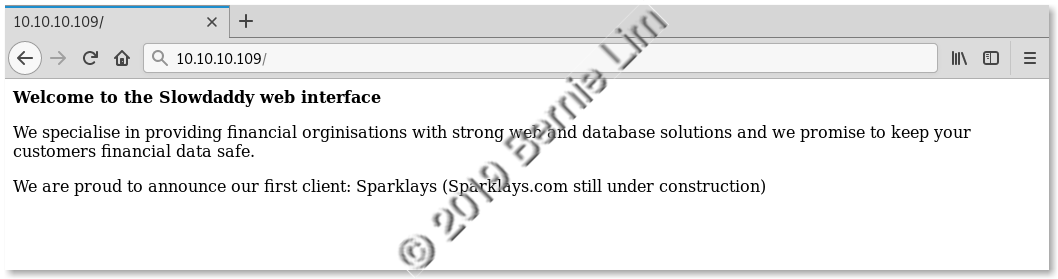 10.10.10.109/
10.10.10.109/
Welcome to the Slowdaddy web interface
We specialise in providing financial orginisations with strong web and database solutions and we promise to keep your
customers financial data safe.
We are proud to announce our first client: Sparklays (Sparklays.com still under construction)
© 2019 Bernie Lim